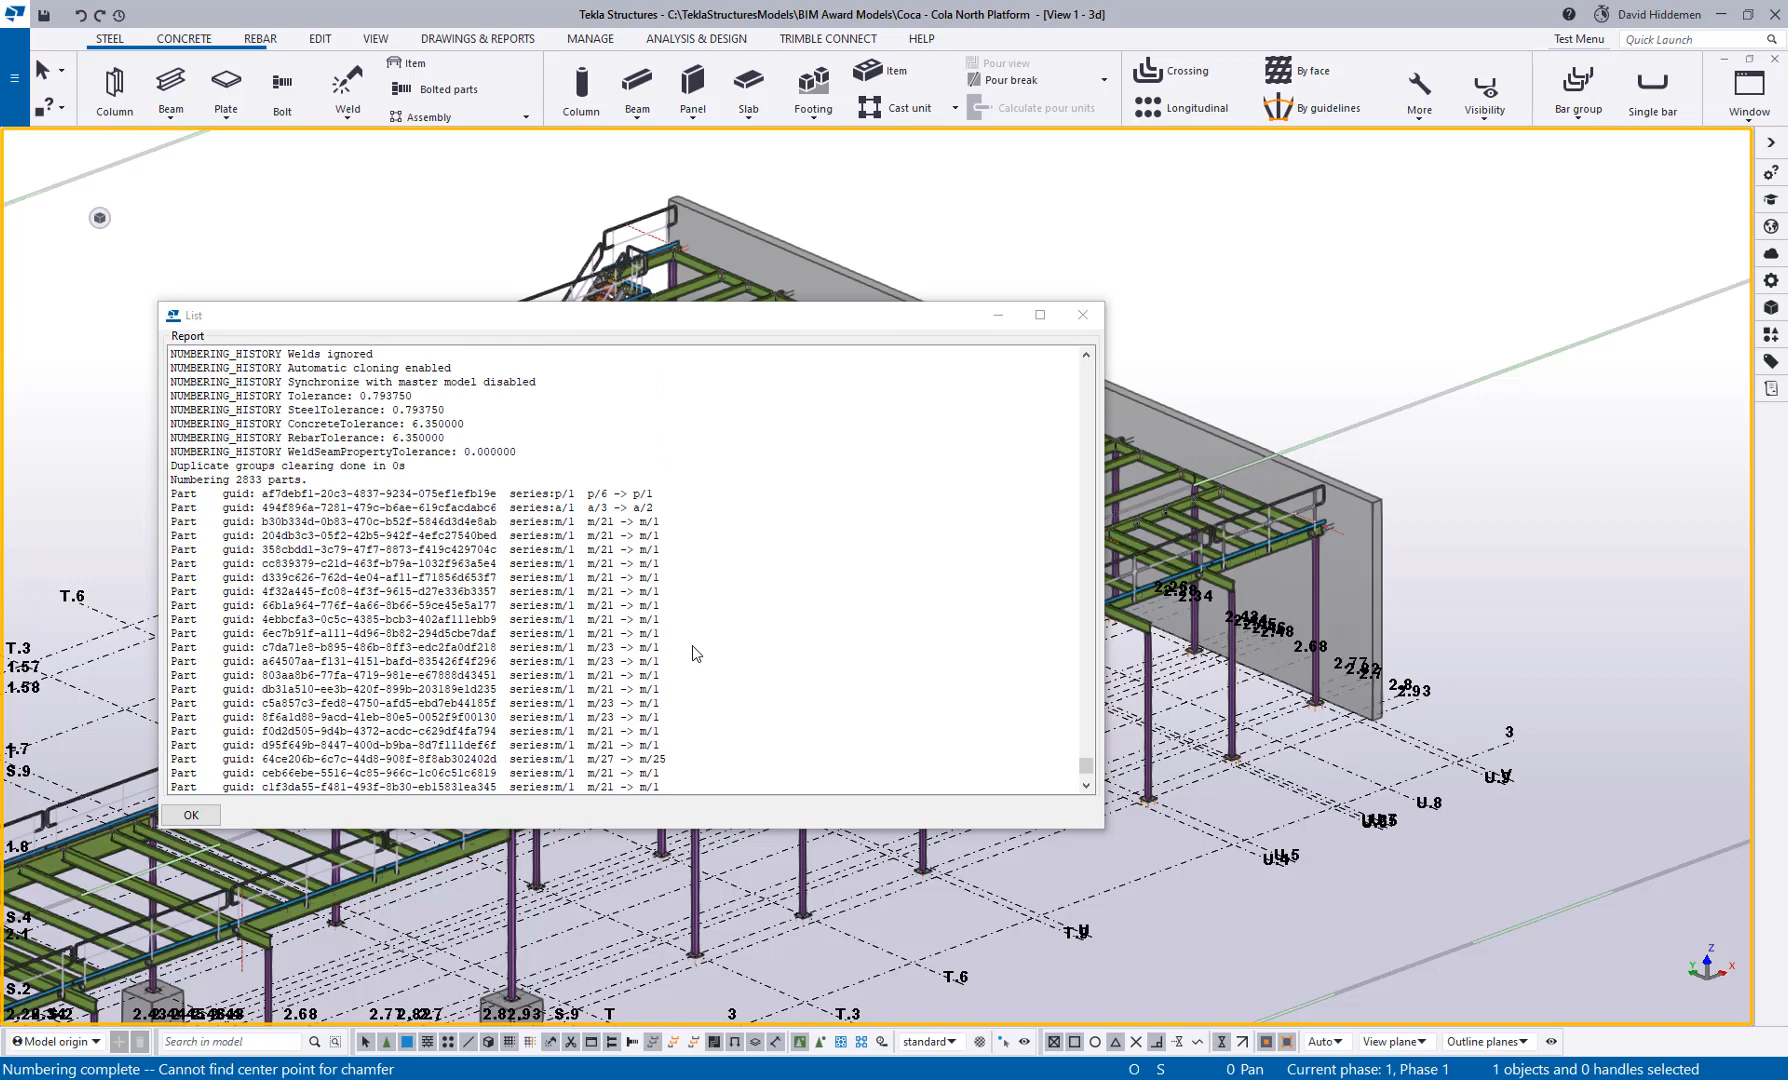 Tekla Structures - C:\TeklaStructuresModels\BIM Award Models\Coca - Cola North Platform - [View 1 - 3d]
David Hiddemen
STEEL CONCRETE REBAR EDIT VIEW DRAWINGS & REPORTS MANAGE ANALYSIS & DESIGN TRIMBLE CONNECT HELP
Test Menu
Quick Launch
Column
Beam
Plate
Bolt
Weld
Item
Bolted parts
Assembly
Column
Beam
Panel
Slab
Footing
Item
Cast unit
Pour view
Pour break
Calculate pour units
Crossing
Longitudinal
By face
By guidelines
More
Visibility
Bar group
Single bar
Window
List
Report
NUMBERING_HISTORY Welds ignored
NUMBERING_HISTORY Automatic cloning enabled
NUMBERING_HISTORY Synchronize with master model disabled
NUMBERING_HISTORY Tolerance: 0.793750
NUMBERING_HISTORY SteelTolerance: 0.793750
NUMBERING_HISTORY ConcreteTolerance: 6.350000
NUMBERING_HISTORY RebarTolerance: 6.350000
NUMBERING_HISTORY WeldSeamPropertyTolerance: 0.000000
Duplicate groups clearing done in 0s
Numbering 2833 parts.
Part guid: af7debf1-20c3-4837-9234-075ef1efb19e series:p/1 p/6 -> p/1
Part guid: 494f896a-7281-479c-b6ae-619cfacdabc6 series:a/1 a/3 -> a/2
Part guid: b30b334d-0b83-470c-b52f-5846d3d4e8ab series:m/1 m/21 -> m/1
Part guid: 204db3c3-05f2-42b5-942f-4efc27540bed series:m/1 m/21 -> m/1
Part guid: 358cbdd1-3c79-47f7-8873-f419c429704c series:m/1 m/21 -> m/1
Part guid: cc839379-c21d-463f-b79a-1032f963a5e4 series:m/1 m/21 -> m/1
Part guid: d339c626-762d-4e04-af11-f71856d653f7 series:m/1 m/21 -> m/1
Part guid: 4f32a445-fc08-4f3f-9615-d27e336b3357 series:m/1 m/21 -> m/1
Part guid: 66b1a964-776f-4a66-8b66-59ce45e5a177 series:m/1 m/21 -> m/1
Part guid: 4ebbcfa3-0c5c-4385-bcb3-402af111ebb9 series:m/1 m/21 -> m/1
Part guid: 6ec7b91f-a111-4d96-8b82-294d5cbe7daf series:m/1 m/21 -> m/1
Part guid: c7da71e8-b895-486b-8ff3-edc2fa0df218 series:m/1 m/23 -> m/1
Part guid: a64507aa-f131-4151-bafd-835426f4f296 series:m/1 m/23 -> m/1
Part guid: 803aa8b6-77fa-4719-981e-e67888d43451 series:m/1 m/21 -> m/1
Part guid: db31a510-ee3b-420f-899b-203189e1d235 series:m/1 m/21 -> m/1
Part guid: c5a857c3-fed8-4750-afd5-ebd7eb44185f series:m/1 m/23 -> m/1
Part guid: 8f6a1d88-9acd-41eb-80e5-0052f9f00130 series:m/1 m/23 -> m/1
Part guid: f0d2d505-9d4b-4372-acdc-c629df4fa794 series:m/1 m/21 -> m/1
Part guid: d95f649b-8447-400d-b9ba-8d7f111def6f series:m/1 m/21 -> m/1
Part guid: 64ce206b-6c7c-44d8-908f-8f8ab302402d series:m/1 m/27 -> m/25
Part guid: ceb66ebe-5516-4c85-966c-1c06c51c6819 series:m/1 m/21 -> m/1
Part guid: c1f3da55-f481-493f-8b30-eb15831ea345 series:m/1 m/21 -> m/1
OK
T.6
T.3
1.57
1.58
S.9
1.8
S.4
2.1
S.2
2.34
2.48
2.68
2.77
2.8
2.93
3
U.8
U.5
T.6
2.68
2.77
2.93
S.9
T
3
T.3
Z
Y
X
Model origin
Search in model
standard
Auto
View plane
Outline planes
Numbering complete -- Cannot find center point for chamfer
O S 0 Pan Current phase: 1, Phase 1 1 objects and 0 handles selected